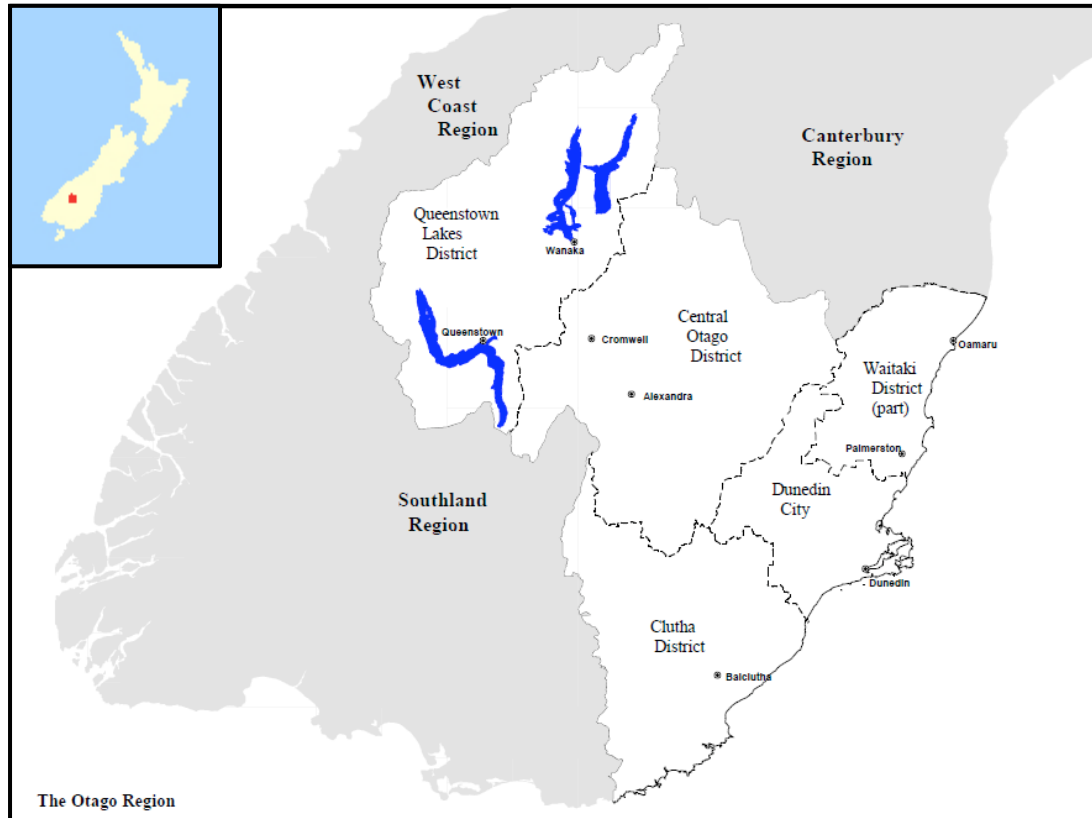 West
Coast
Region
Canterbury
Region
Queenstown
Lakes
District
Wanaka
Queenstown
Cromwell
Central
Otago
District
Alexandra
Oamaru
Waitaki
District
(part)
Palmerston
Southland
Region
Dunedin
City
Dunedin
Clutha
District
Balclutha
The Otago Region